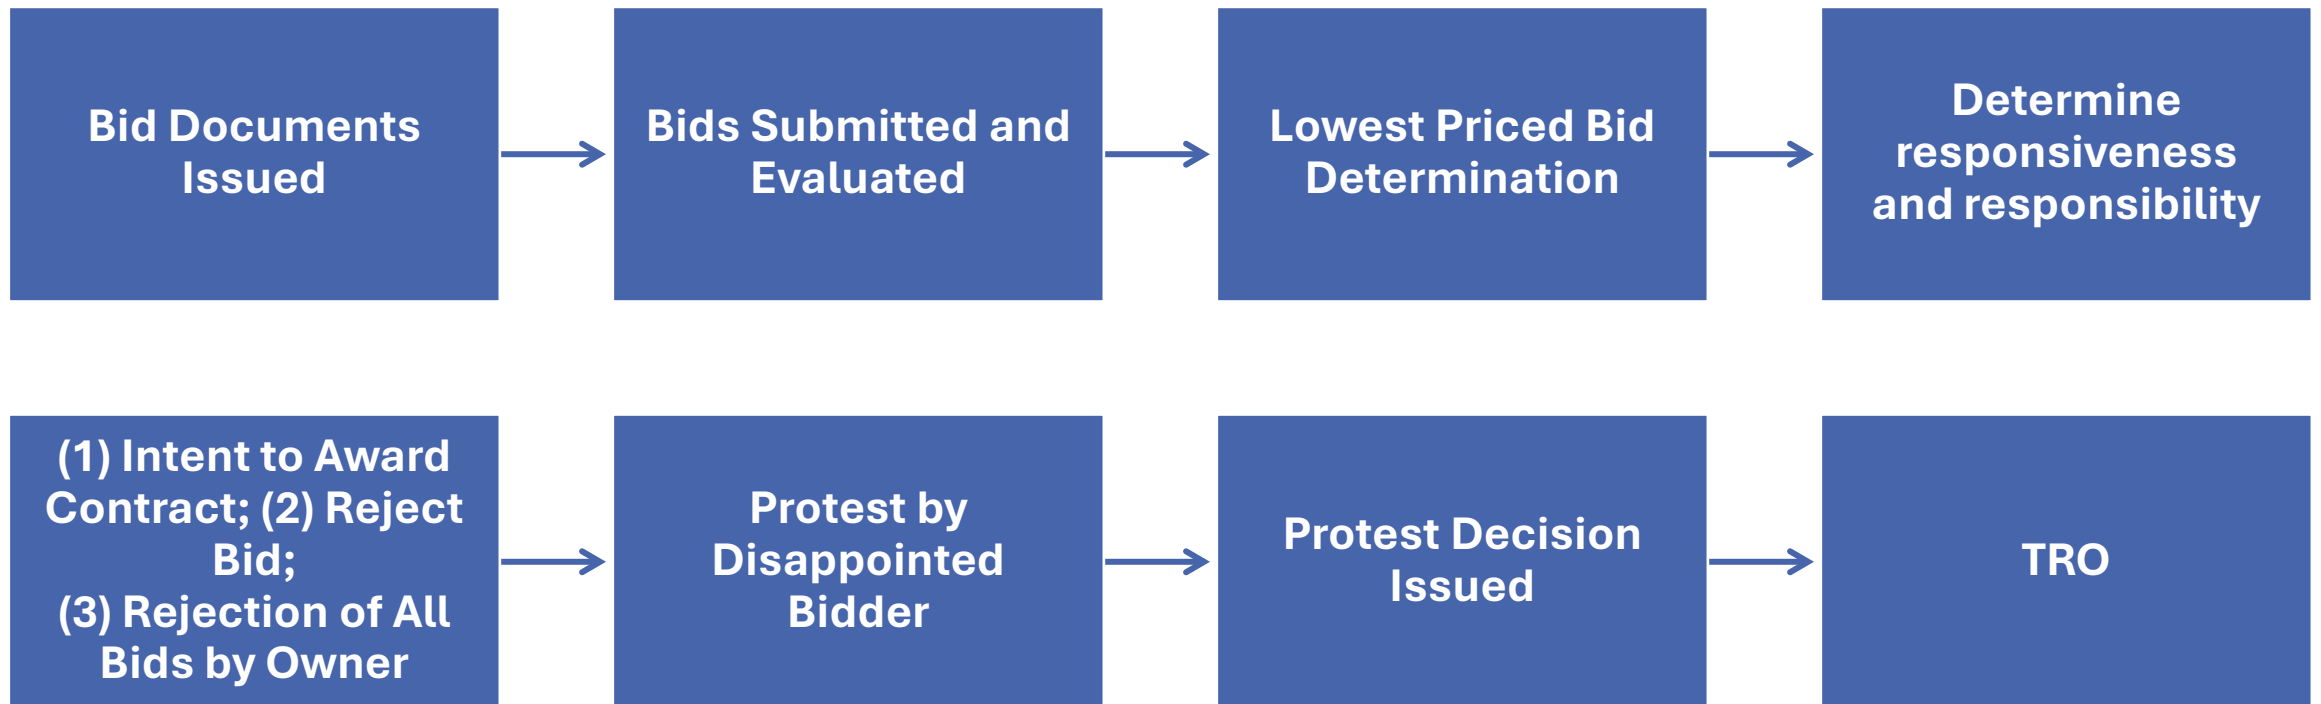 Bid Documents
Issued
Bids Submitted and
Evaluated
Lowest Priced Bid
Determination
Determine
responsiveness
and responsibility
(1) Intent to Award
Contract; (2) Reject
Bid;
(3) Rejection of All
Bids by Owner
Protest by
Disappointed
Bidder
Protest Decision
Issued
TRO